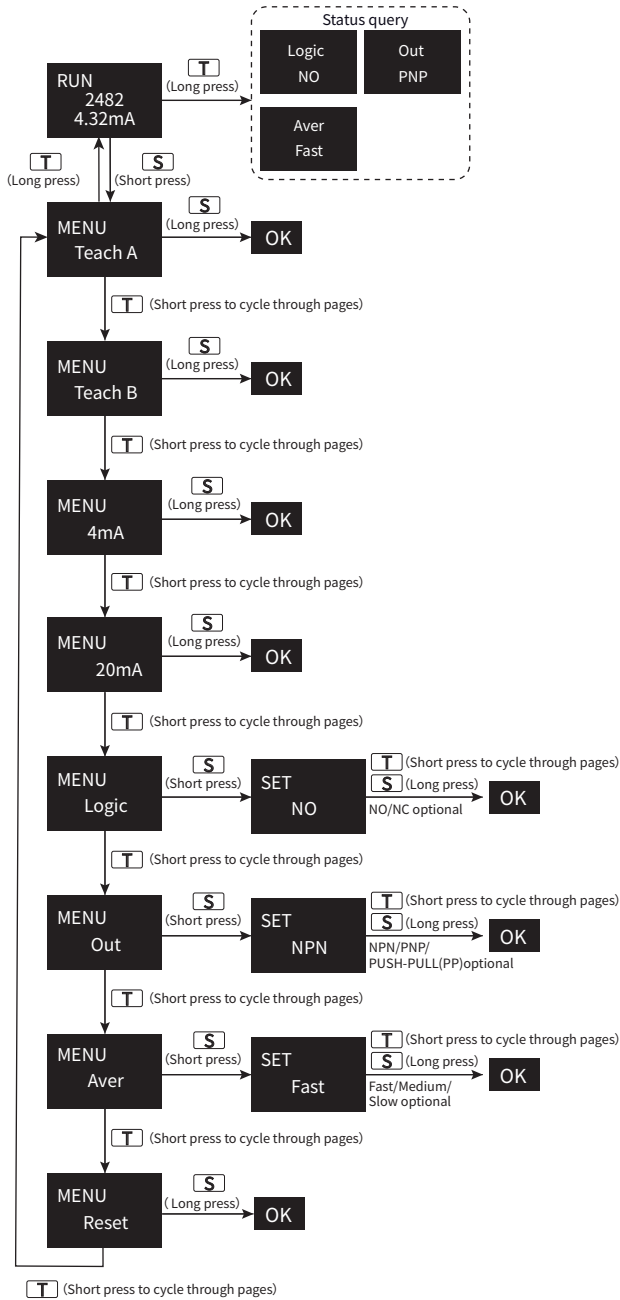 Status query
Logic
NO
Out
PNP
Aver
Fast
RUN
2482
4.32mA
T
(Long press)
T
(Long press)
S
(Short press)
MENU
Teach A
S
(Long press)
OK
T (Short press to cycle through pages)
MENU
Teach B
S
(Long press)
OK
T (Short press to cycle through pages)
MENU
4mA
S
(Long press)
OK
T (Short press to cycle through pages)
MENU
20mA
S
(Long press)
OK
T (Short press to cycle through pages)
MENU
Logic
S
(Short press)
SET
NO
T (Short press to cycle through pages)
S (Long press)
NO/NC optional
OK
T (Short press to cycle through pages)
MENU
Out
S
(Short press)
SET
NPN
T (Short press to cycle through pages)
S (Long press)
NPN/PNP/
PUSH-PULL(PP)optional
OK
T (Short press to cycle through pages)
MENU
Aver
S
(Short press)
SET
Fast
T (Short press to cycle through pages)
S (Long press)
Fast/Medium/
Slow optional
OK
T (Short press to cycle through pages)
MENU
Reset
S
( Long press)
OK
T (Short press to cycle through pages)